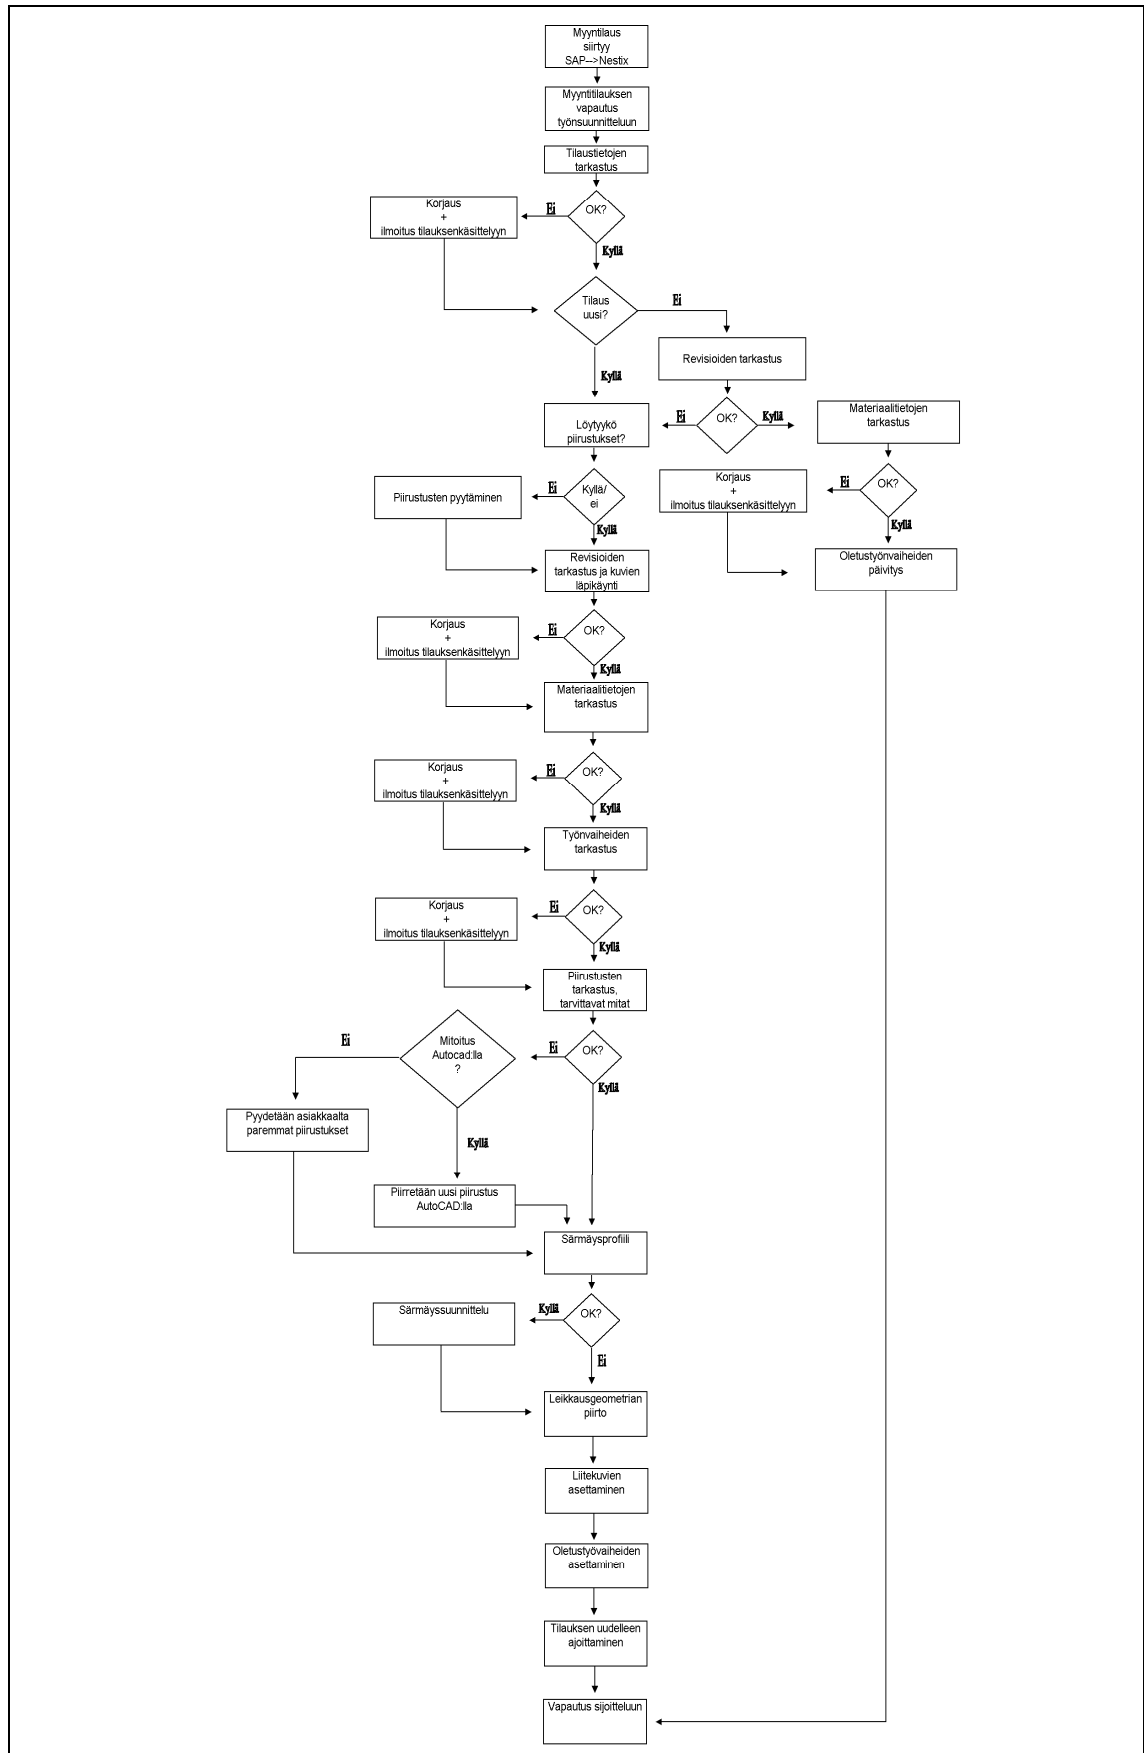 Myyntilaus
siirtyy
SAP-->Nestix
Myyntitilauksen
vapautus
työnsuunnitteluun
Tilaustietojen
tarkastus
OK?
Ei
Korjaus
+
ilmoitus tilauksenkäsittelyyn
Kyllä
Tilaus
uusi?
Ei
Revisioiden tarkastus
Kyllä
OK?
Ei
Kyllä
Materiaalitietojen
tarkastus
Löytyykö
piirustukset?
OK?
Ei
Korjaus
+
ilmoitus tilauksenkäsittelyyn
Kyllä
Oletustyönvaiheiden
päivitys
Kyllä/
ei
Ei
Piirustusten pyytäminen
Kyllä
Revisioiden
tarkastus ja kuvien
läpikäynti
OK?
Ei
Korjaus
+
ilmoitus tilauksenkäsittelyyn
Kyllä
Materiaalitietojen
tarkastus
OK?
Ei
Korjaus
+
ilmoitus tilauksenkäsittelyyn
Kyllä
Työnvaiheiden
tarkastus
OK?
Ei
Korjaus
+
ilmoitus tilauksenkäsittelyyn
Kyllä
Piirustusten
tarkastus,
tarvittavat mitat
OK?
Ei
Kyllä
Mitoitus
Autocad:lla
?
Ei
Pyydetään asiakkaalta
paremmat piirustukset
Kyllä
Piirretään uusi piirustus
AutoCAD:lla
Särmäysprofiili
OK?
Kyllä
Särmäyssuunnittelu
Ei
Leikkausgeometrian
piirto
Liitekuvien
asettaminen
Oletustyövaiheiden
asettaminen
Tilauksen uudelleen
ajoittaminen
Vapautus sijoitteluun